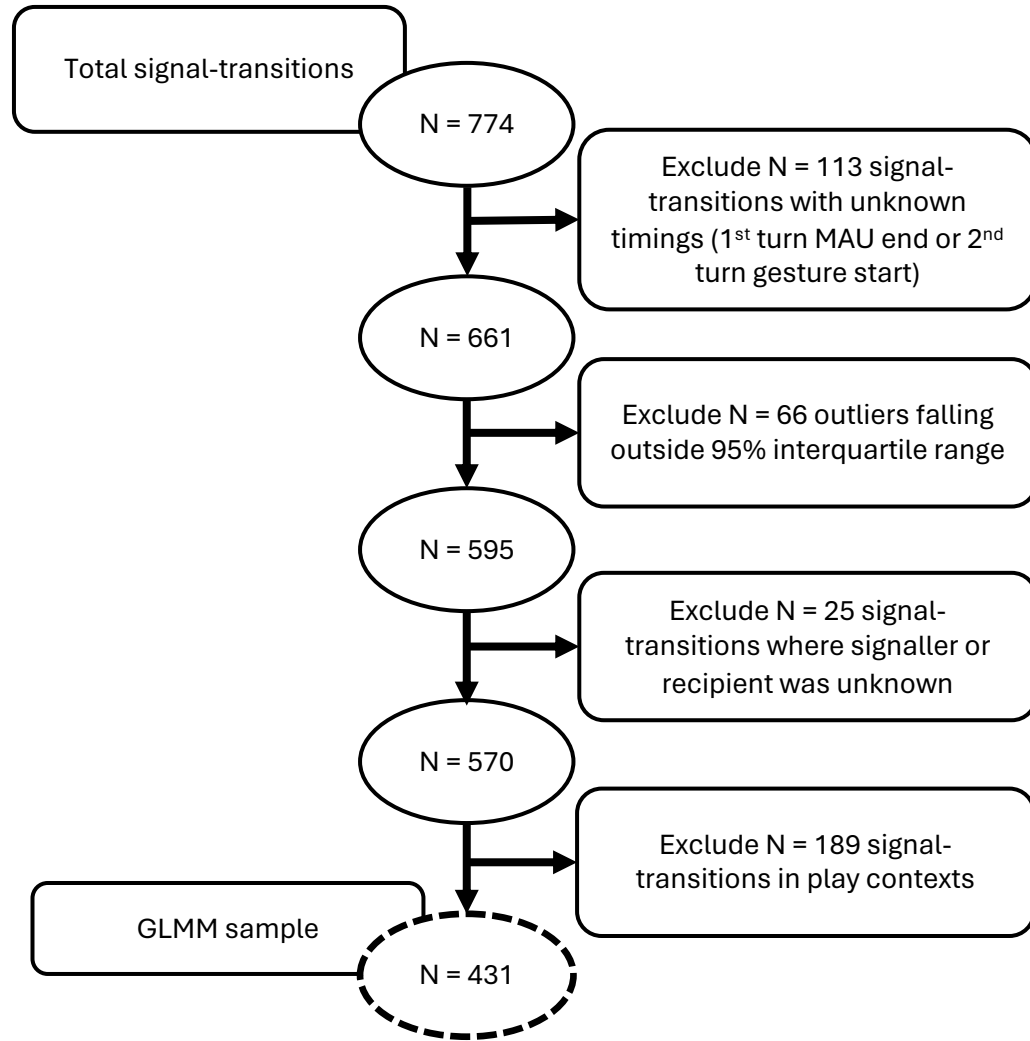 Total signal-transitions
N = 774
Exclude N = 113 signal-
transitions with unknown
timings (1st turn MAU end or 2nd
turn gesture start)
N = 661
Exclude N = 66 outliers falling
outside 95% interquartile range
N = 595
Exclude N = 25 signal-
transitions where signaller or
recipient was unknown
N = 570
Exclude N = 189 signal-
transitions in play contexts
GLMM sample
N = 431